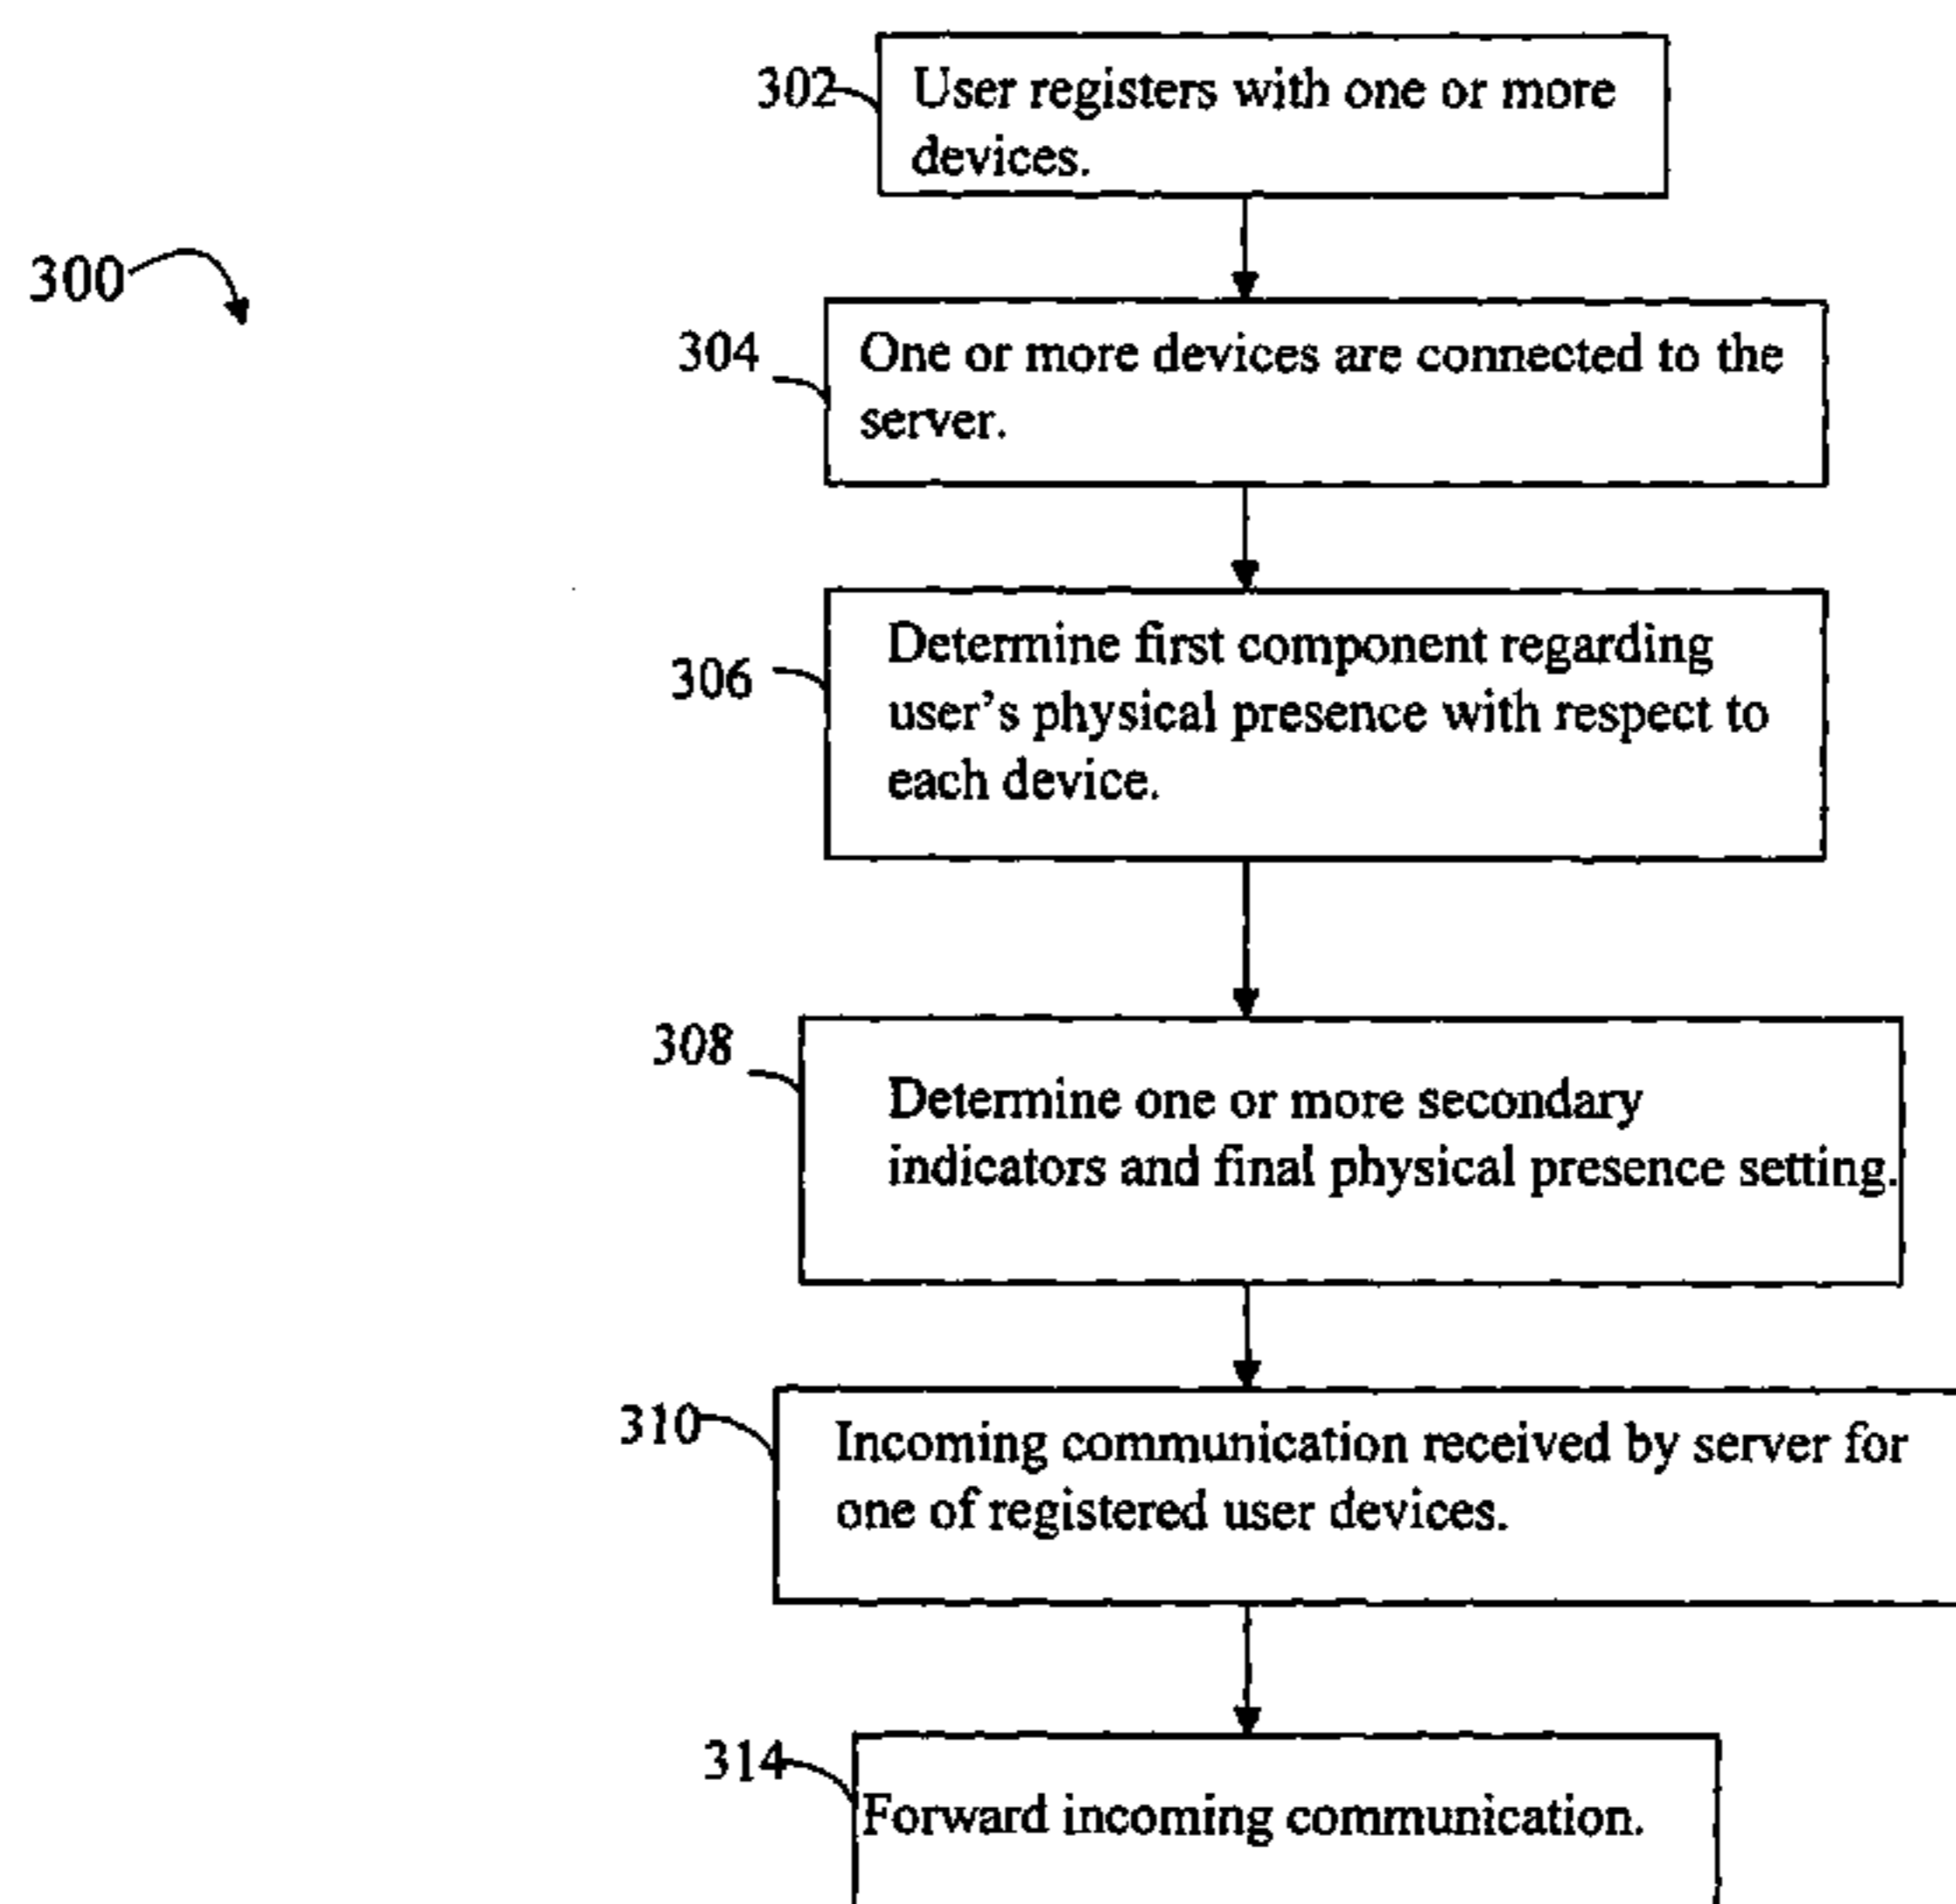 302
User registers with one or more
devices.
300
304
One or more devices are connected to the
server.
306
Determine first component regarding
user's physical presence with respect to
each device.
308
Determine one or more secondary
indicators and final physical presence setting.
310
Incoming communication received by server for
one of registered user devices.
314
Forward incoming communication.